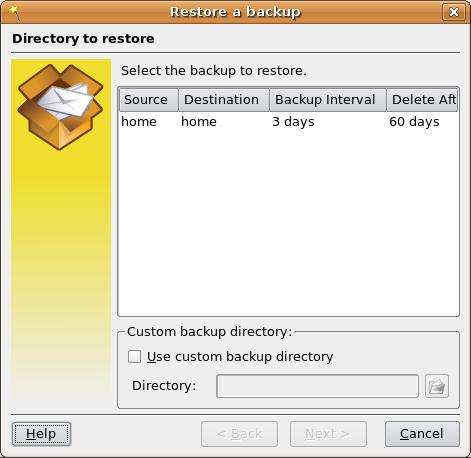 Restore a backup
Directory to restore
Select the backup to restore.
Source Destination Backup Interval Delete Aft
home home 3 days 60 days
Custom backup directory:
Use custom backup directory
Directory:
Help < Back Next > Cancel